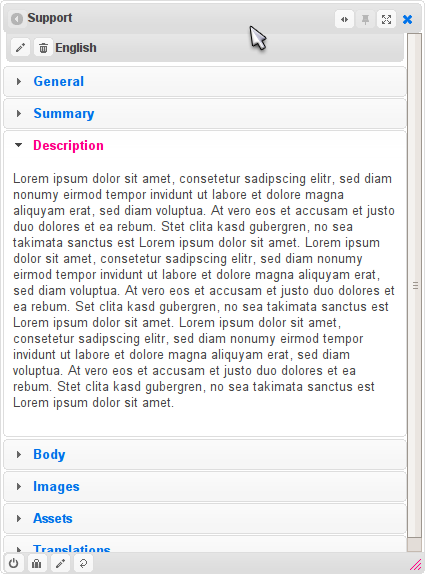 Support
English
General
Summary
Description
Lorem ipsum dolor sit amet, consetetur sadipscing elitr, sed diam
nonumy eirmod tempor invidunt ut labore et dolore magna
aliquyam erat, sed diam voluptua. At vero eos et accusam et justo
duo dolores et ea rebum. Stet clita kasd gubergren, no sea
takimata sanctus est Lorem ipsum dolor sit amet. Lorem ipsum
dolor sit amet, consetetur sadipscing elitr, sed diam nonumy
eirmod tempor invidunt ut labore et dolore magna aliquyam erat,
sed diam voluptua. At vero eos et accusam et justo duo dolores et
ea rebum. Set clita kasd gubergren, no sea takimata sanctus est
Lorem ipsum dolor sit amet. Lorem ipsum dolor sit amet,
consetetur sadipscing elitr, sed diam nonumy eirmod tempor
invidunt ut labore et dolore magna aliquyam erat, sed diam
voluptua. At vero eos et accusam et justo duo dolores et ea
rebum. Stet clita kasd gubergren, no sea takimata sanctus est
Lorem ipsum dolor sit amet.
Body
Images
Assets
Translations